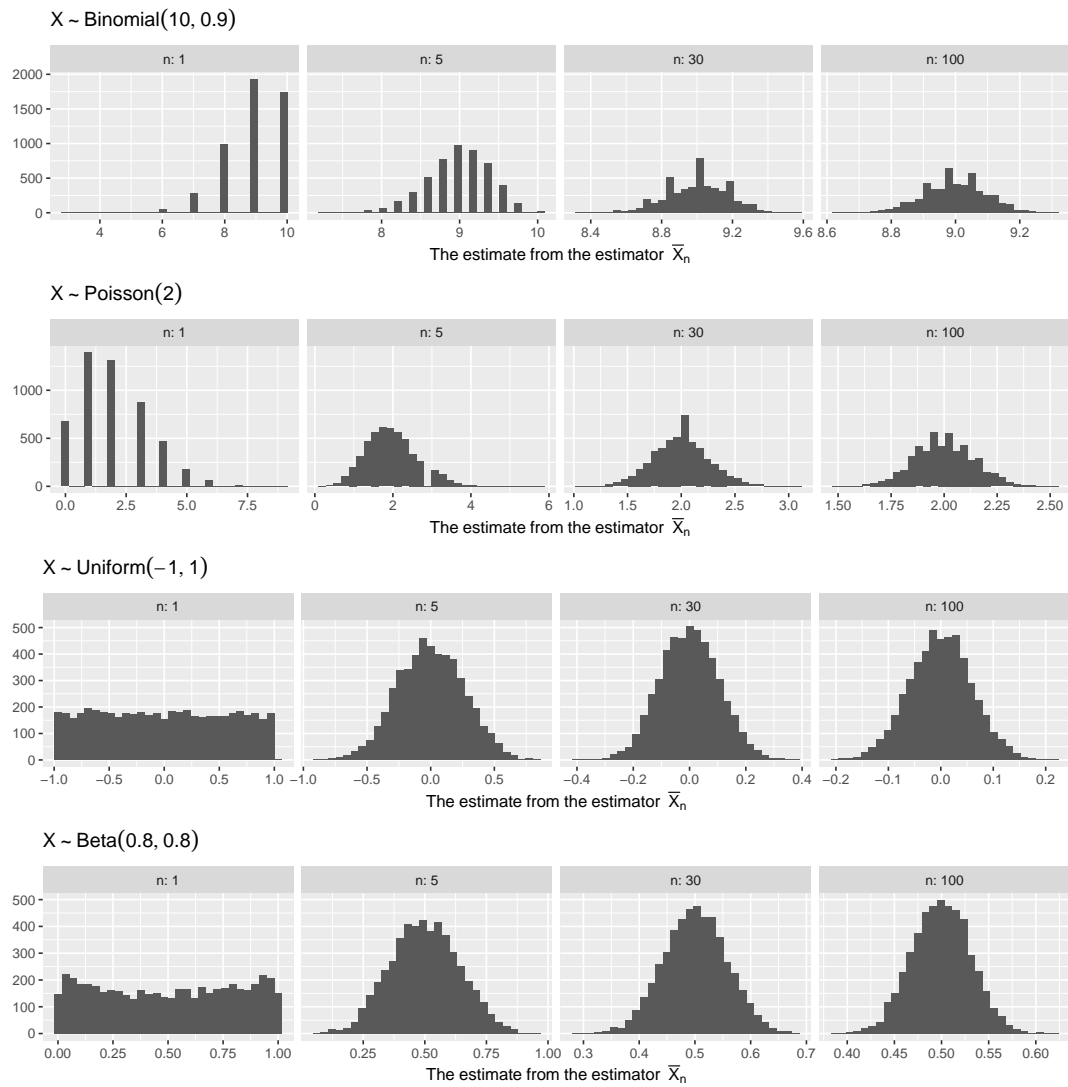 X ~ Binomial(10, 0.9)
n: 1 n: 5 n: 30 n: 100
2000
1500
1000
500
0
4 6 8 10 8 9 10 8.4 8.8 9.2 9.6 8.6 8.8 9.0 9.2
The estimate from the estimator X̅n
X ~ Poisson(2)
n: 1 n: 5 n: 30 n: 100
1000
500
0
0.0 2.5 5.0 7.5 0 2 4 6 1.0 1.5 2.0 2.5 3.0 1.50 1.75 2.00 2.25 2.50
The estimate from the estimator X̅n
X ~ Uniform(−1, 1)
n: 1 n: 5 n: 30 n: 100
500
400
300
200
100
0
−1.0 −0.5 0.0 0.5 1.0 −1.0 −0.5 0.0 0.5 −0.4 −0.2 0.0 0.2 0.4 −0.2 −0.1 0.0 0.1 0.2
The estimate from the estimator X̅n
X ~ Beta(0.8, 0.8)
n: 1 n: 5 n: 30 n: 100
500
400
300
200
100
0
0.00 0.25 0.50 0.75 1.00 0.25 0.50 0.75 1.00 0.3 0.4 0.5 0.6 0.7 0.40 0.45 0.50 0.55 0.60
The estimate from the estimator X̅n